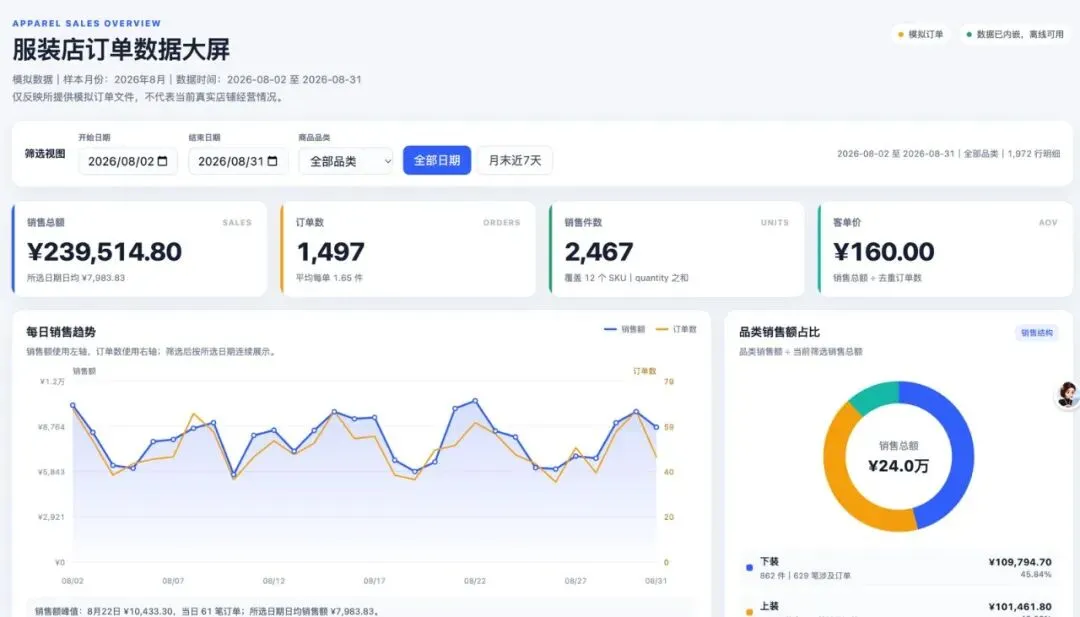 APPAREL SALES OVERVIEW
服装店订单数据大屏
模拟数据 | 样本月份：2026年8月 | 数据时间：2026-08-02 至 2026-08-31
仅反映所提供模拟订单文件，不代表当前真实店铺经营情况。
模拟订单
数据已内嵌，离线可用
筛选视图
开始日期
2026/08/02
结束日期
2026/08/31
商品品类
全部品类
全部日期
月末近7天
2026-08-02 至 2026-08-31 | 全部品类 | 1,972 行明细
销售总额
SALES
¥239,514.80
所选日期日均 ¥7,983.83
订单数
ORDERS
1,497
平均每单 1.65 件
销售件数
UNITS
2,467
覆盖 12 个 SKU | quantity 之和
客单价
AOV
¥160.00
销售总额 ÷ 去重订单数
每日销售趋势
销售额
订单数
销售额使用左轴，订单数使用右轴；筛选后按所选日期连续展示。
销售额
订单数
¥1.2万
79
¥8,764
59
¥5,843
40
¥2,921
20
¥0
0
08/02
08/07
08/12
08/17
08/22
08/27
08/31
销售额峰值：8月22日 ¥10,433.30，当日 61 笔订单；所选日期日均销售额 ¥7,983.83。
品类销售额占比
销售结构
品类销售额 ÷ 当前筛选销售总额
销售总额
¥24.0万
下装
¥109,794.70
862 件 | 629 笔涉及订单
45.84%
上装
¥101,461.80